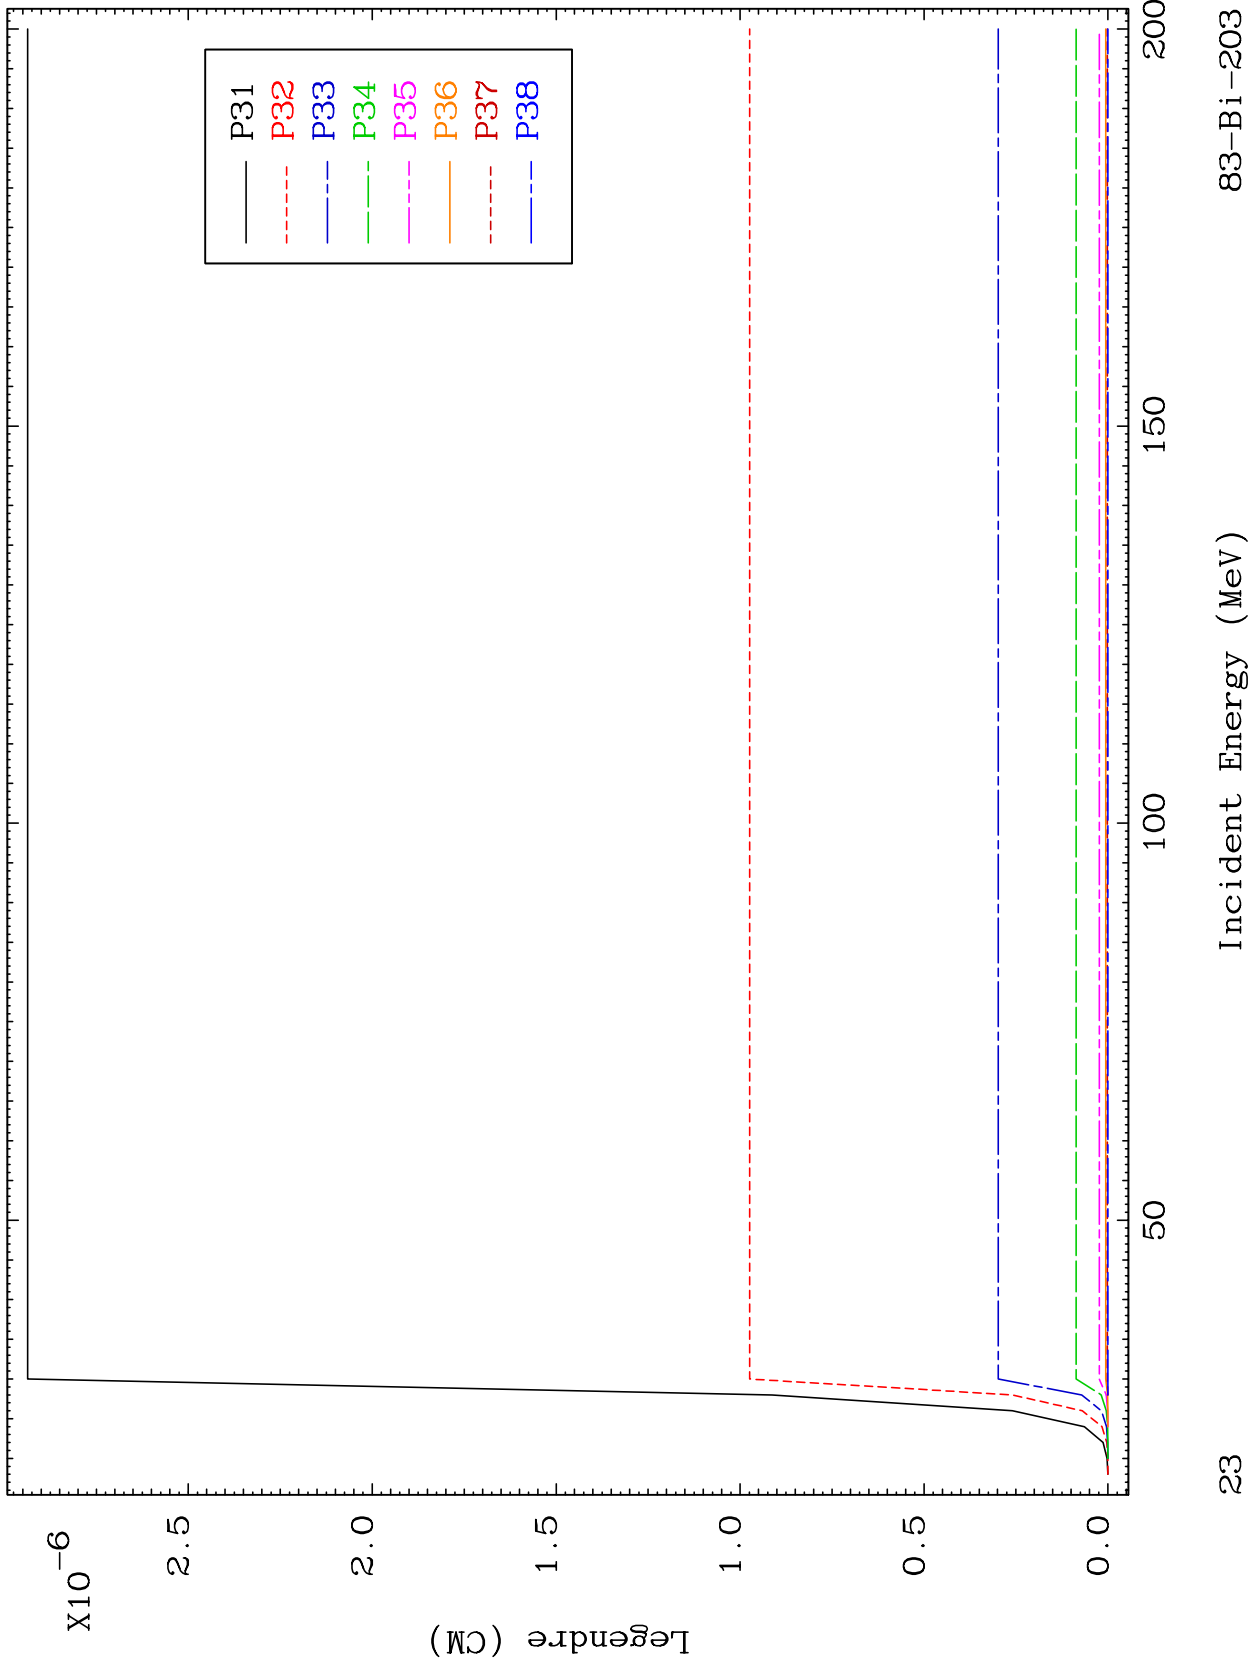 X10-6
2.5
2.0
1.5
1.0
0.5
0.0
Legendre (CM)
P31
P32
P33
P34
P35
P36
P37
P38
50
100
150
200
Incident Energy (MeV)
23
83-Bi-203